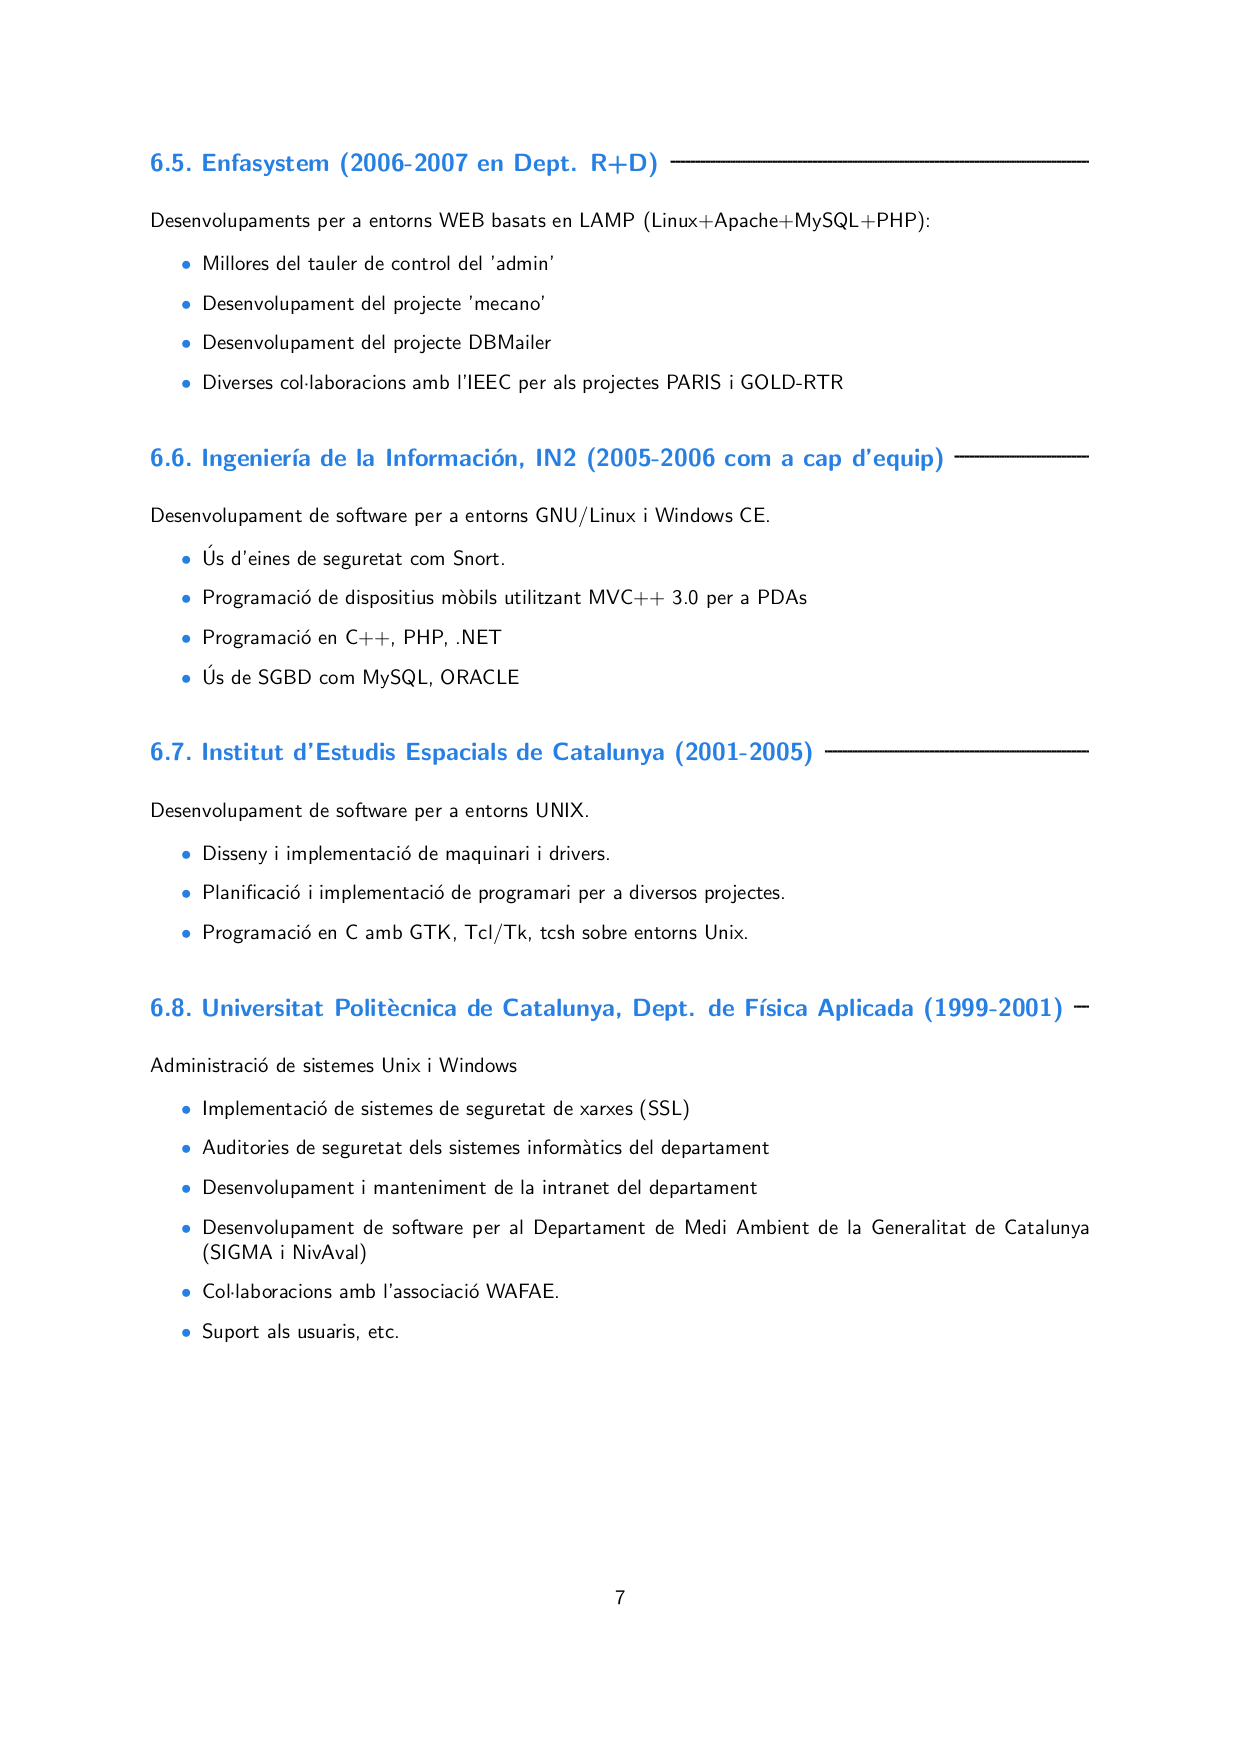 6.5. Enfasystem (2006-2007 en Dept. R+D)
Desenvolupaments per a entorns WEB basats en LAMP (Linux+Apache+MySQL+PHP):
• Millores del tauler de control del 'admin'
• Desenvolupament del projecte 'mecano'
• Desenvolupament del projecte DBMailer
• Diverses col·laboracions amb l'IEEC per als projectes PARIS i GOLD-RTR
6.6. Ingeniería de la Información, IN2 (2005-2006 com a cap d'equip)
Desenvolupament de software per a entorns GNU/Linux i Windows CE.
• Ús d'eines de seguretat com Snort.
• Programació de dispositius mòbils utilitzant MVC++ 3.0 per a PDAs
• Programació en C++, PHP, .NET
• Ús de SGBD com MySQL, ORACLE
6.7. Institut d'Estudis Espacials de Catalunya (2001-2005)
Desenvolupament de software per a entorns UNIX.
• Disseny i implementació de maquinari i drivers.
• Planificació i implementació de programari per a diversos projectes.
• Programació en C amb GTK, Tcl/Tk, tcsh sobre entorns Unix.
6.8. Universitat Politècnica de Catalunya, Dept. de Física Aplicada (1999-2001)
Administració de sistemes Unix i Windows
• Implementació de sistemes de seguretat de xarxes (SSL)
• Auditories de seguretat dels sistemes informàtics del departament
• Desenvolupament i manteniment de la intranet del departament
• Desenvolupament de software per al Departament de Medi Ambient de la Generalitat de Catalunya
(SIGMA i NivAval)
• Col·laboracions amb l'associació WAFAE.
• Suport als usuaris, etc.
7